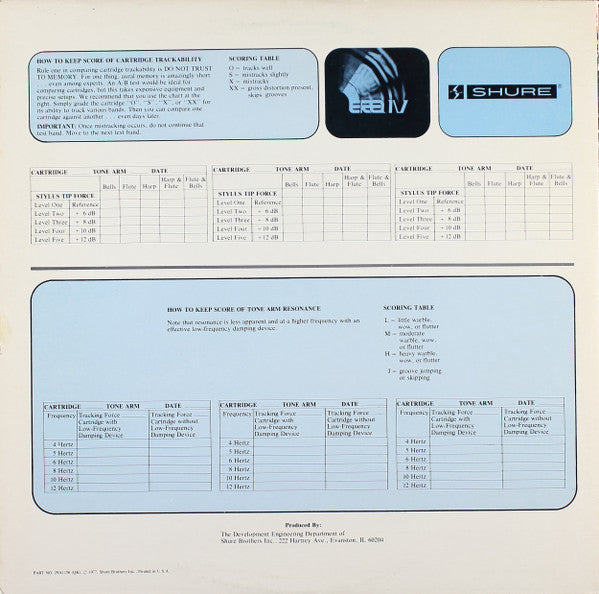 HOW TO KEEP SCORE OF CARTRIDGE TRACKABILITY
Rule one in comparing cartridge trackability is DO NOT TRUST
TO MEMORY. For one thing, aural memory is amazingly short
. . . even among experts. An A-B test would be ideal for
comparing cartridges, but this takes expensive equipment and
precise setups. We recommend that you use the chart at the
right. Simply grade the cartridge "O", "S", "X", or "XX" for
its ability to track various bands. Then you can compare one
cartridge against another . . . even days later.
IMPORTANT: Once mistracking occurs, do not continue that
test band. Move to the next test band.
SCORING TABLE
O – tracks well
S – mistracks slightly
X – mistracks
XX – gross distortion present,
skips grooves
IV
SHURE
CARTRIDGE TONE ARM DATE
Bells Flute Harp Harp & Flute Flute & Bells
STYLUS TIP FORCE
Level One Reference
Level Two + 6 dB
Level Three + 8 dB
Level Four + 10 dB
Level Five + 12 dB
CARTRIDGE TONE ARM DATE
Bells Flute Harp Harp & Flute Flute & Bells
STYLUS TIP FORCE
Level One Reference
Level Two + 6 dB
Level Three + 8 dB
Level Four + 10 dB
Level Five + 12 dB
CARTRIDGE TONE ARM DATE
Bells Flute Harp Harp & Flute Flute & Bells
STYLUS TIP FORCE
Level One Reference
Level Two + 6 dB
Level Three + 8 dB
Level Four + 10 dB
Level Five + 12 dB
HOW TO KEEP SCORE OF TONE ARM RESONANCE
Note that resonance is less apparent and at a higher frequency with an
effective low-frequency damping device.
SCORING TABLE
L – little warble,
wow, or flutter
M – moderate
warble, wow,
or flutter
H – heavy warble,
wow, or flutter
J – groove jumping
or skipping
CARTRIDGE TONE ARM DATE
Frequency Tracking Force Tracking Force
Cartridge with Cartridge without
Low-Frequency Low-Frequency
Damping Device Damping Device
4 Hertz
5 Hertz
6 Hertz
8 Hertz
10 Hertz
12 Hertz
CARTRIDGE TONE ARM DATE
Frequency Tracking Force Tracking Force
Cartridge with Cartridge without
Low-Frequency Low-Frequency
Damping Device Damping Device
4 Hertz
5 Hertz
6 Hertz
8 Hertz
10 Hertz
12 Hertz
CARTRIDGE TONE ARM DATE
Frequency Tracking Force Tracking Force
Cartridge with Cartridge without
Low-Frequency Low-Frequency
Damping Device Damping Device
4 Hertz
5 Hertz
6 Hertz
8 Hertz
10 Hertz
12 Hertz
Produced By:
The Development Engineering Department of
Shure Brothers Inc., 222 Hartrey Ave., Evanston, IL 60204
PART NO. © 1977, Shure Brothers Inc. Printed in U.S.A.